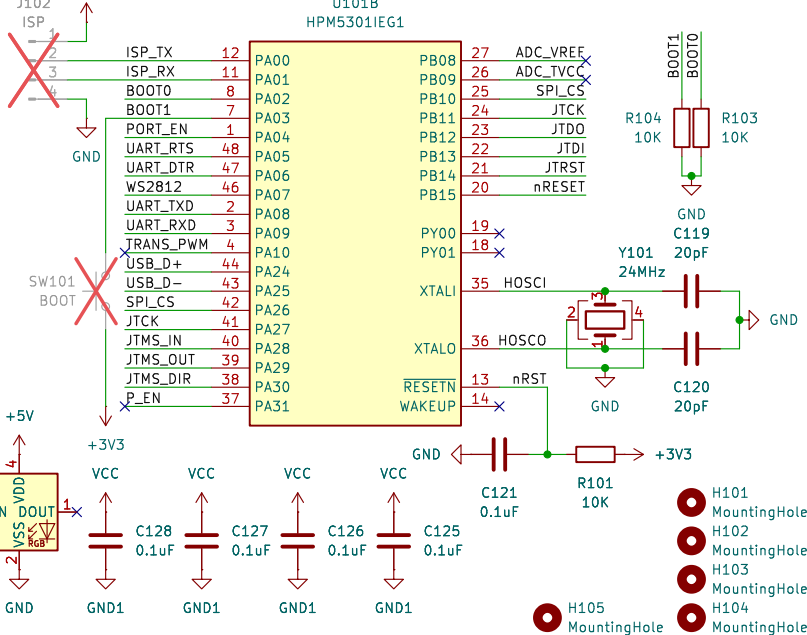 J102
ISP
1
2
3
4
GND
U101B
HPM5301IEG1
ISP_TX 12 PA00
ISP_RX 11 PA01
BOOT0 8 PA02
BOOT1 7 PA03
PORT_EN 1 PA04
UART_RTS 48 PA05
UART_DTR 47 PA06
WS2812 46 PA07
UART_TXD 2 PA08
UART_RXD 3 PA09
TRANS_PWM 4 PA10
USB_D+ 44 PA24
USB_D- 43 PA25
SPI_CS 42 PA26
JTCK 41 PA27
JTMS_IN 40 PA28
JTMS_OUT 39 PA29
JTMS_DIR 38 PA30
P_EN 37 PA31
PB08 27 ADC_VREF
PB09 26 ADC_TVCC
PB10 25 SPI_CS
PB11 24 JTCK
PB12 23 JTDO
PB13 22 JTDI
PB14 21 JTRST
PB15 20 nRESET
PY00 19
PY01 18
XTALI 35 HOSCI
XTALO 36 HOSCO
RESETN 13 nRST
WAKEUP 14
SW101
BOOT
+3V3
BOOT1
BOOT0
R104
10K
R103
10K
GND
Y101
24MHz
3
2
4
1
GND
C119
20pF
C120
20pF
GND
GND
C121
0.1uF
R101
10K
+3V3
+5V
4
VDD
N DOUT
1
VSS
RGB
2
GND
VCC
C128
0.1uF
GND1
VCC
C127
0.1uF
GND1
VCC
C126
0.1uF
GND1
VCC
C125
0.1uF
GND1
H101
MountingHole
H102
MountingHole
H103
MountingHole
H104
MountingHole
H105
MountingHole